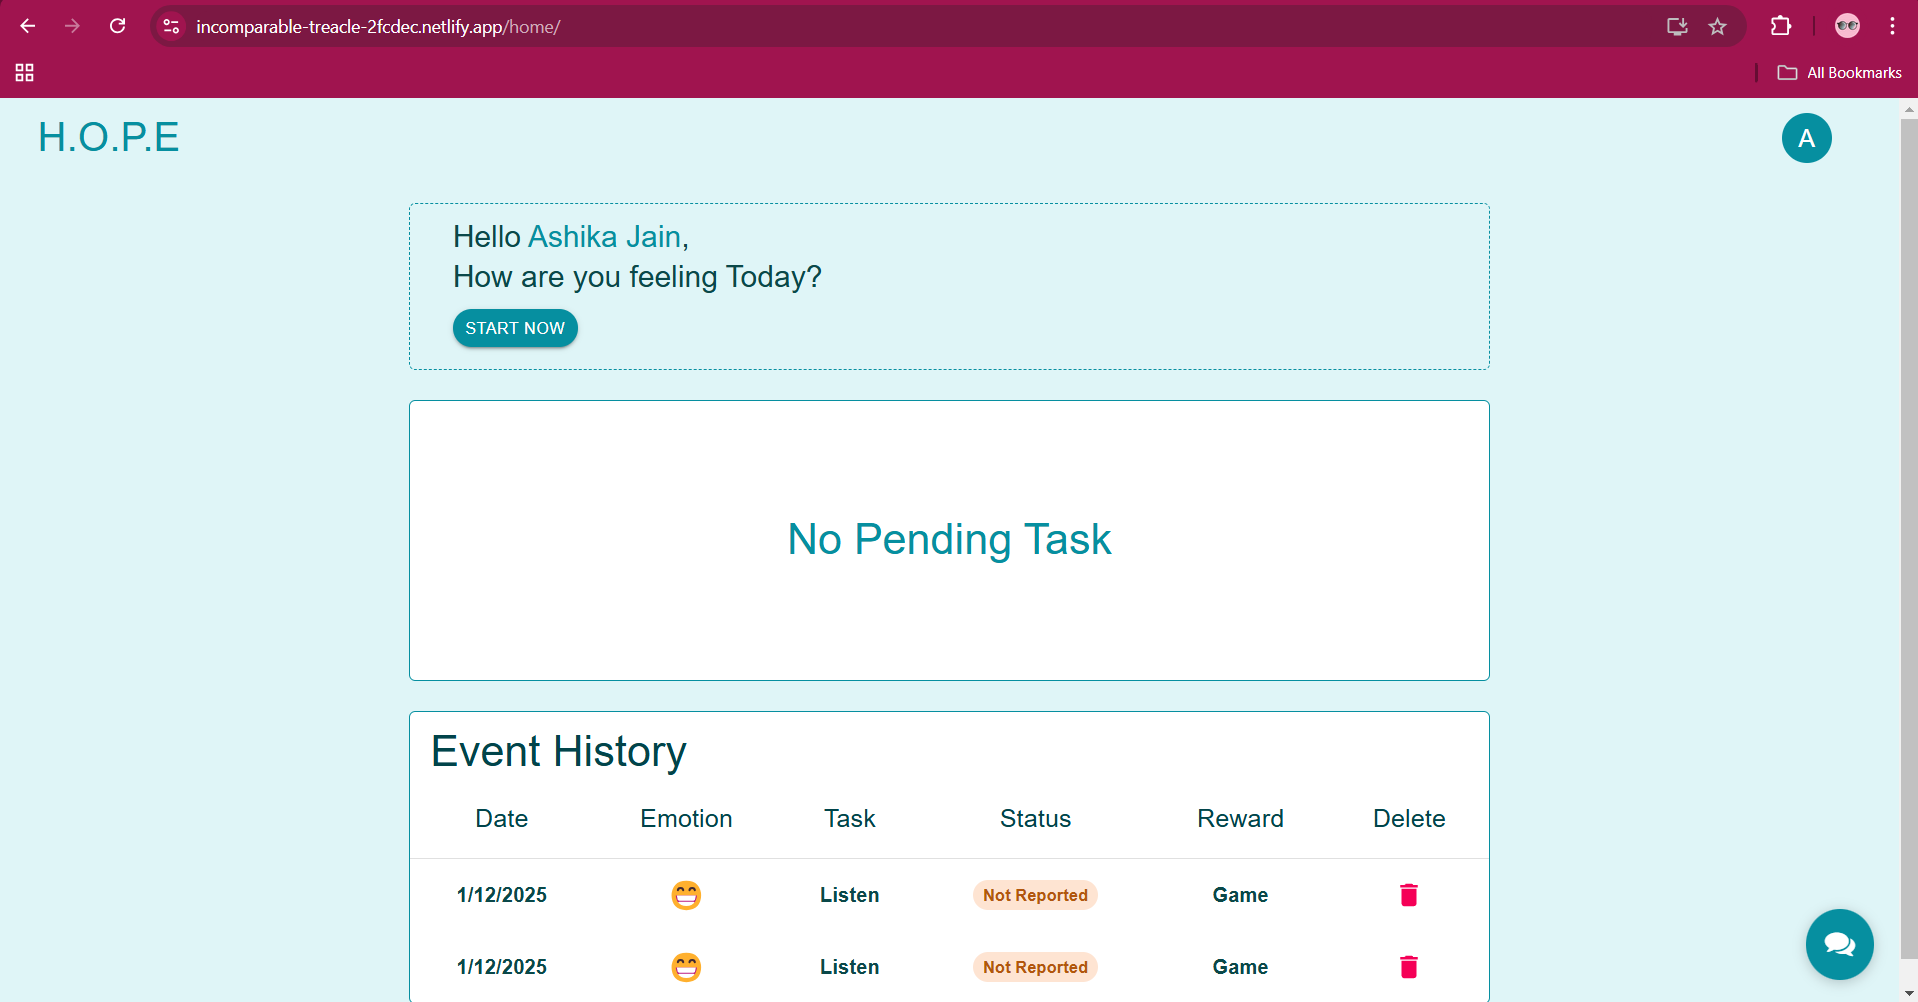 incomparable-treacle-2fcdec.netlify.app/home/
All Bookmarks
H.O.P.E
A
Hello Ashika Jain,
How are you feeling Today?
START NOW
No Pending Task
Event History
Date Emotion Task Status Reward Delete
1/12/2025 Listen Not Reported Game
1/12/2025 Listen Not Reported Game